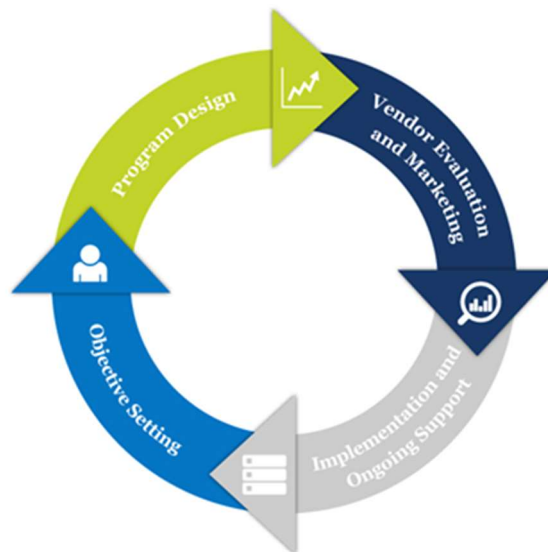 Program Design
Vendor Evaluation
and Marketing
Implementation and
Ongoing Support
Objective Setting